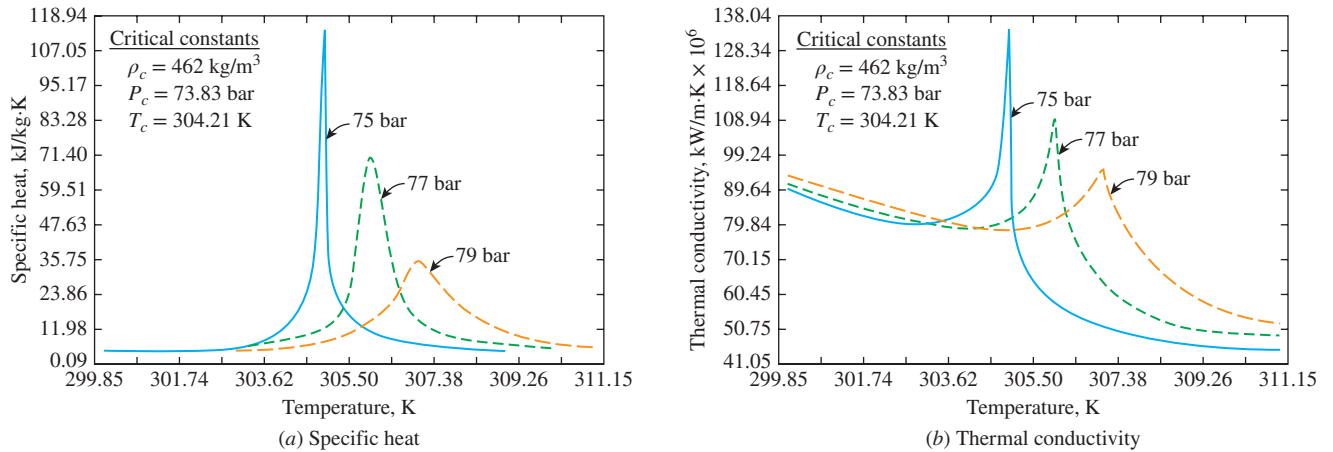 118.94
107.05
95.17
83.28
71.40
59.51
47.63
35.75
23.86
11.98
0.09
Specific heat, kJ/kg·K
Critical constants
ρc = 462 kg/m³
Pc = 73.83 bar
Tc = 304.21 K
75 bar
77 bar
79 bar
299.85 301.74 303.62 305.50 307.38 309.26 311.15
Temperature, K
(a) Specific heat
138.04
128.34
118.64
108.94
99.24
89.64
79.84
70.15
60.45
50.75
41.05
Thermal conductivity, kW/m·K × 10⁶
Critical constants
ρc = 462 kg/m³
Pc = 73.83 bar
Tc = 304.21 K
75 bar
77 bar
79 bar
299.85 301.74 303.62 305.50 307.38 309.26 311.15
Temperature, K
(b) Thermal conductivity